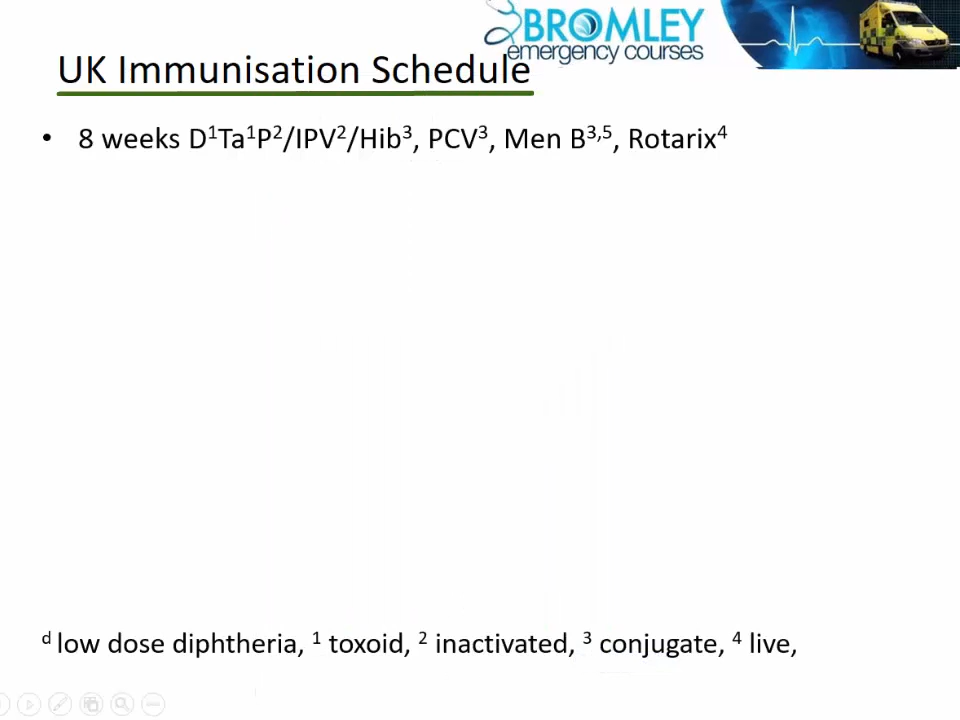 BROMLEY
emergency courses
UK Immunisation Schedule
• 8 weeks D¹Ta¹P²/IPV²/Hib³, PCV³, Men B³,⁵, Rotarix⁴
ᵈ low dose diphtheria, ¹ toxoid, ² inactivated, ³ conjugate, ⁴ live,